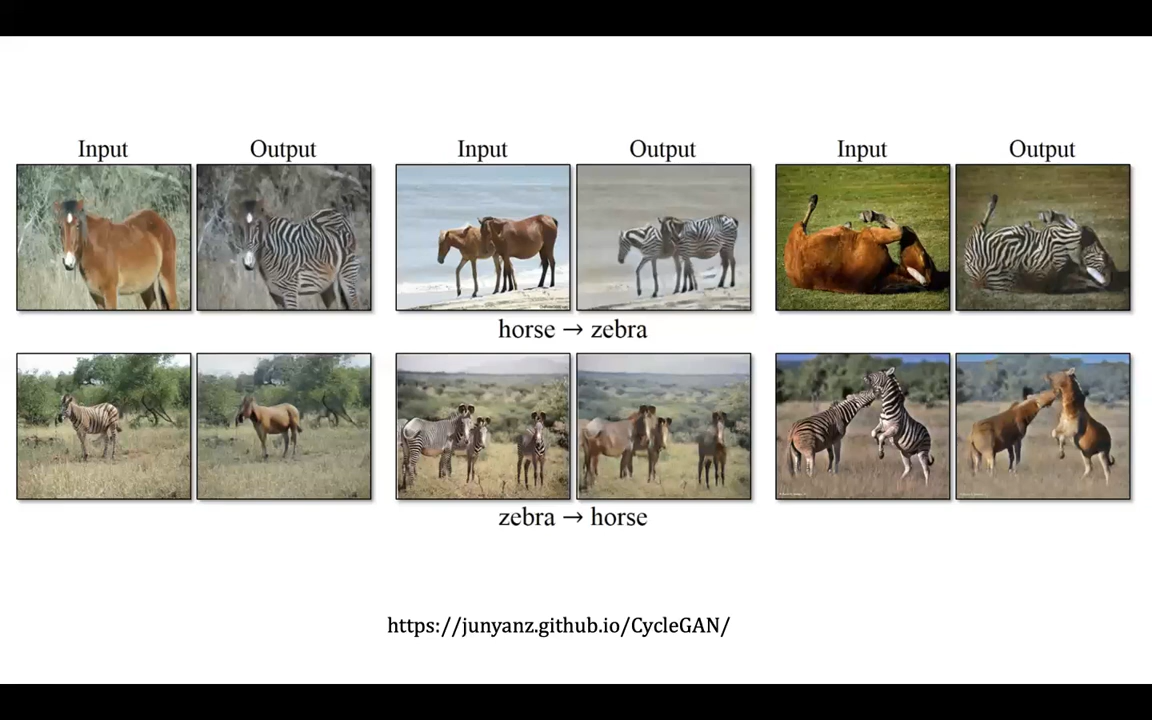 Input Output Input Output Input Output
horse → zebra
zebra → horse
https://junyanz.github.io/CycleGAN/